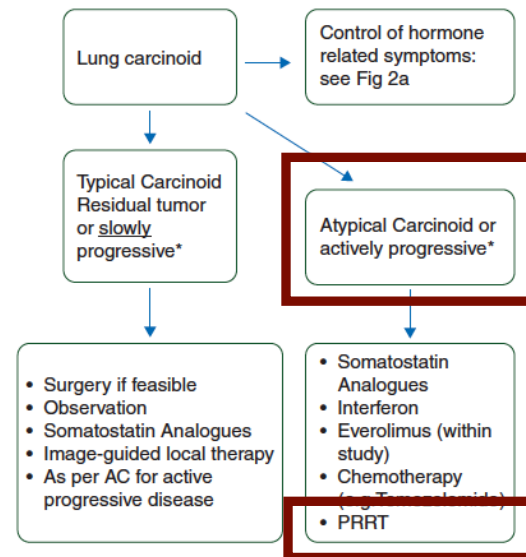 Lung carcinoid
Control of hormone
related symptoms:
see Fig 2a
Typical Carcinoid
Residual tumor
or slowly
progressive*
Atypical Carcinoid or
actively progressive*
• Surgery if feasible
• Observation
• Somatostatin Analogues
• Image-guided local therapy
• As per AC for active
progressive disease
• Somatostatin
Analogues
• Interferon
• Everolimus (within
study)
• Chemotherapy
(e.g Temozolomide)
• PRRT